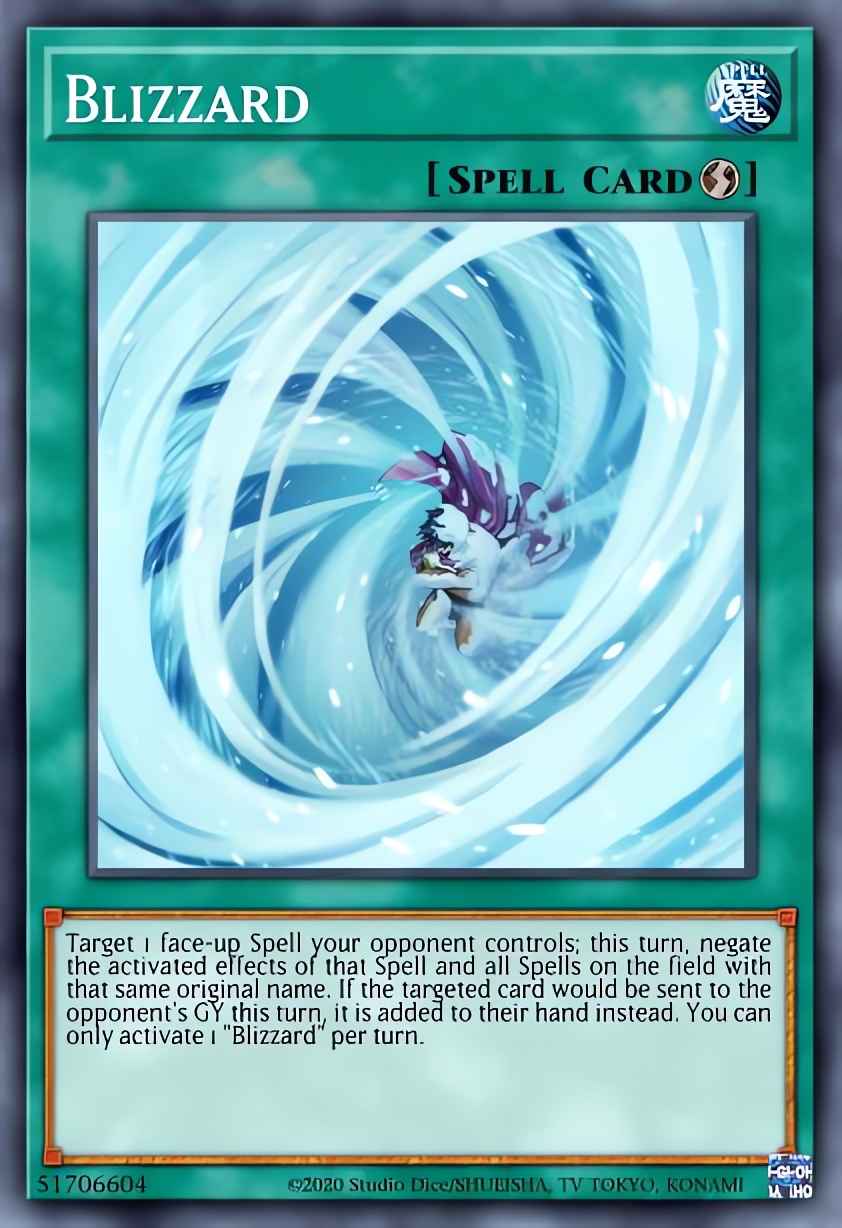 BLIZZARD
魔
[SPELL CARD]
Target 1 face-up Spell your opponent controls; this turn, negate
the activated effects of that Spell and all Spells on the field with
that same original name. If the targeted card would be sent to the
opponent's GY this turn, it is added to their hand instead. You can
only activate 1 "Blizzard" per turn.
51706604
©2020 Studio Dice/SHUEISHA, TV TOKYO, KONAMI